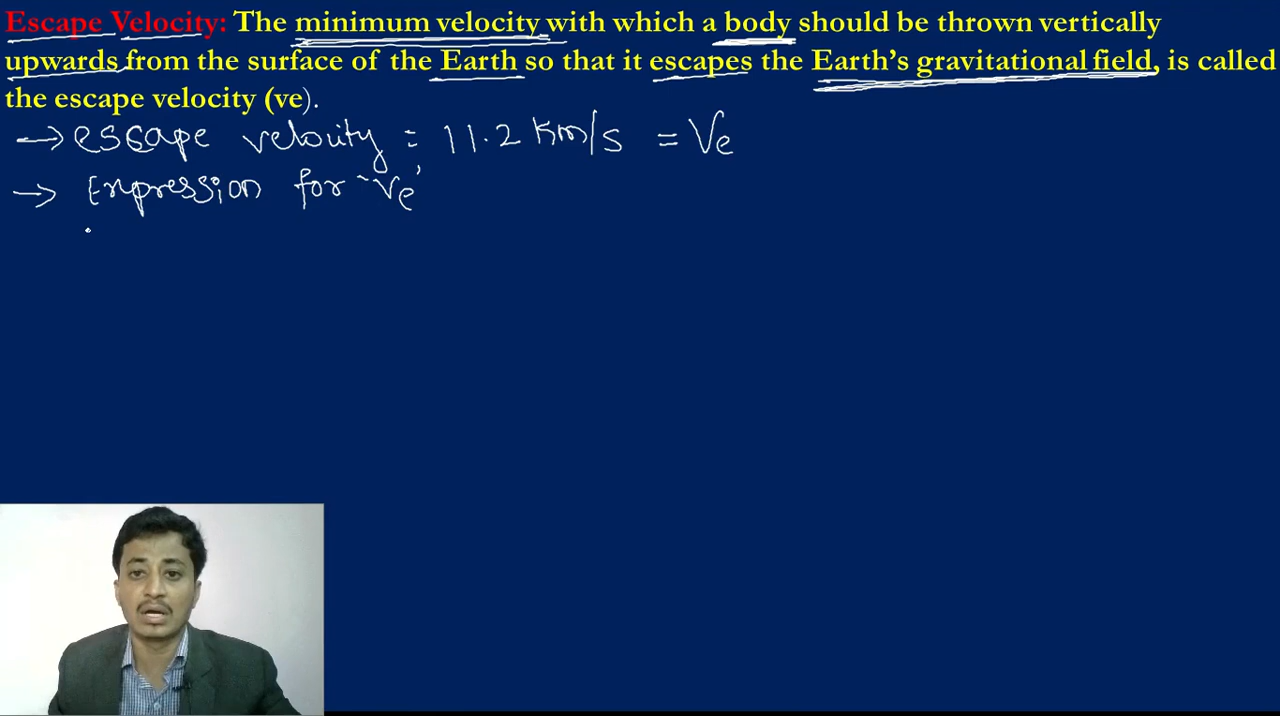 Escape Velocity: The minimum velocity with which a body should be thrown vertically
upwards from the surface of the Earth so that it escapes the Earth's gravitational field, is called
the escape velocity (ve).
→ escape velocity = 11.2 Km/s = Ve
→ Expression for 've'